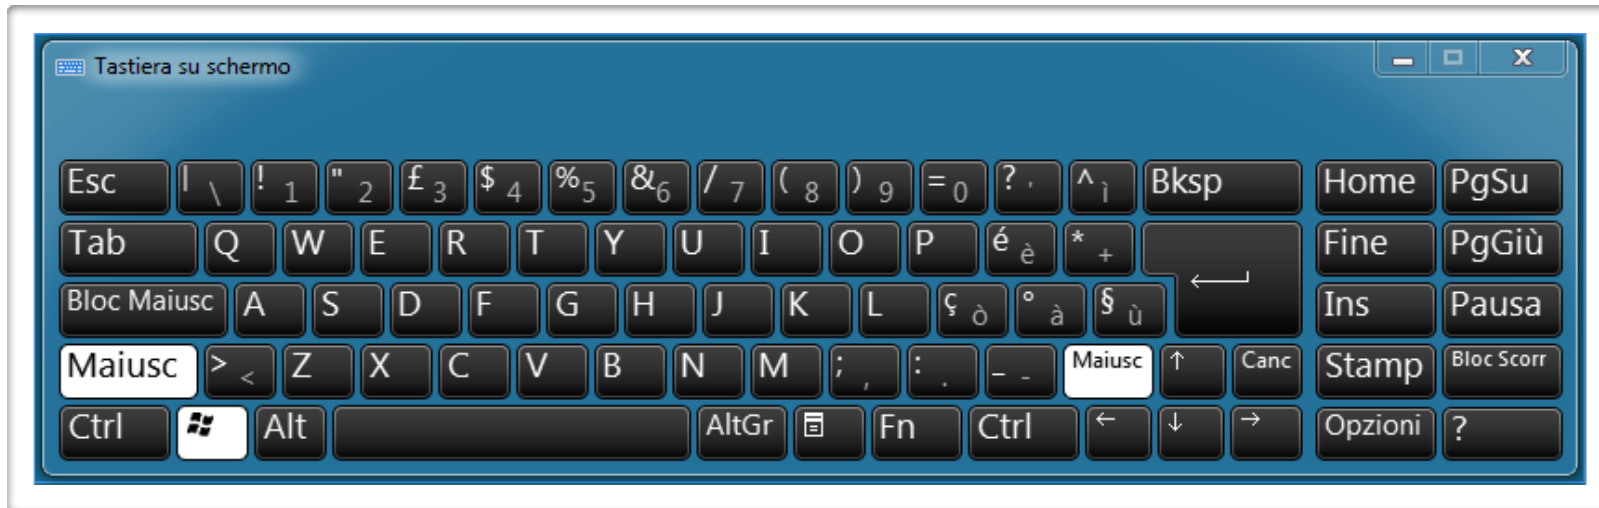 Tastiera su schermo
Esc | \ ! 1 " 2 £ 3 $ 4 % 5 & 6 / 7 ( 8 ) 9 = 0 ? ' ^ ì Bksp Home PgSu
Tab Q W E R T Y U I O P é è * + Fine PgGiù
Bloc Maiusc A S D F G H J K L ç ò ° à § ù Ins Pausa
Maiusc > < Z X C V B N M ; , : . _ - Maiusc ↑ Canc Stamp Bloc Scorr
Ctrl Alt AltGr Fn Ctrl ← ↓ → Opzioni ?